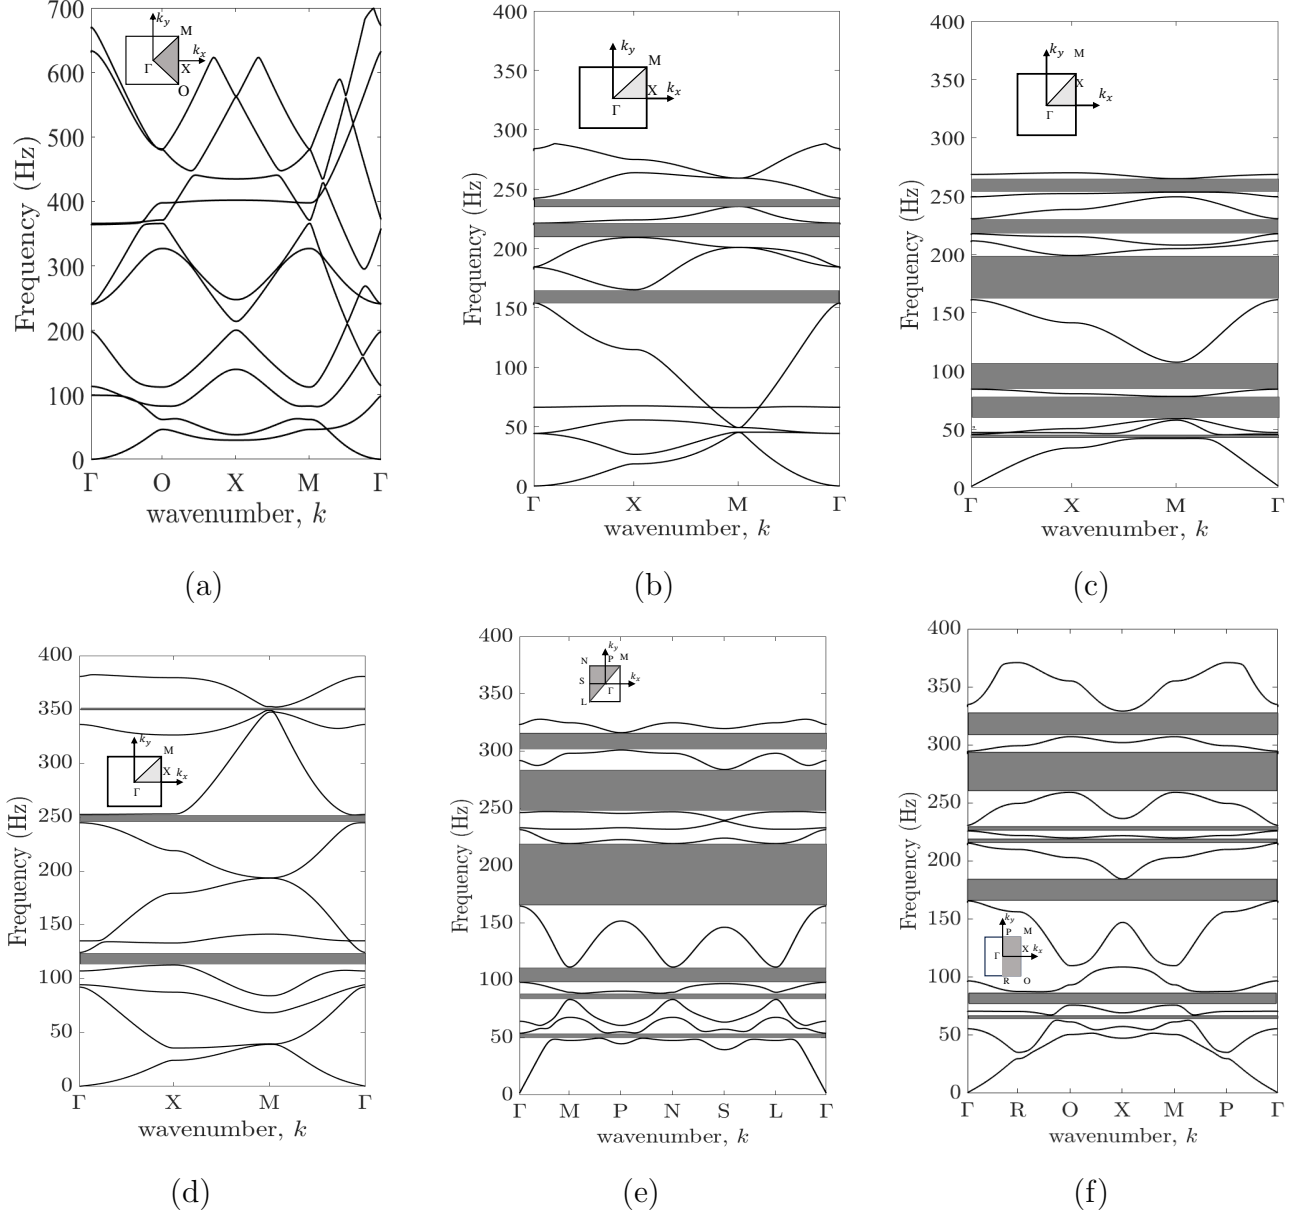 700
600
500
400
300
200
100
0
Frequency (Hz)
k_y
M
k_x
Γ
X
O
Γ O X M Γ
wavenumber, k
(a)
400
350
300
250
200
150
100
50
0
Frequency (Hz)
k_y
M
X
k_x
Γ
Γ X M Γ
wavenumber, k
(b)
400
350
300
250
200
150
100
50
0
Frequency (Hz)
k_y
M
X
k_x
Γ
Γ X M Γ
wavenumber, k
(c)
400
350
300
250
200
150
100
50
0
Frequency (Hz)
k_y
M
X
k_x
Γ
Γ X M Γ
wavenumber, k
(d)
400
350
300
250
200
150
100
50
0
Frequency (Hz)
k_y
N P M
S
k_x
Γ
L
Γ M P N S L Γ
wavenumber, k
(e)
400
350
300
250
200
150
100
50
0
Frequency (Hz)
k_y
P M
Γ X k_x
R O
Γ R O X M P Γ
wavenumber, k
(f)